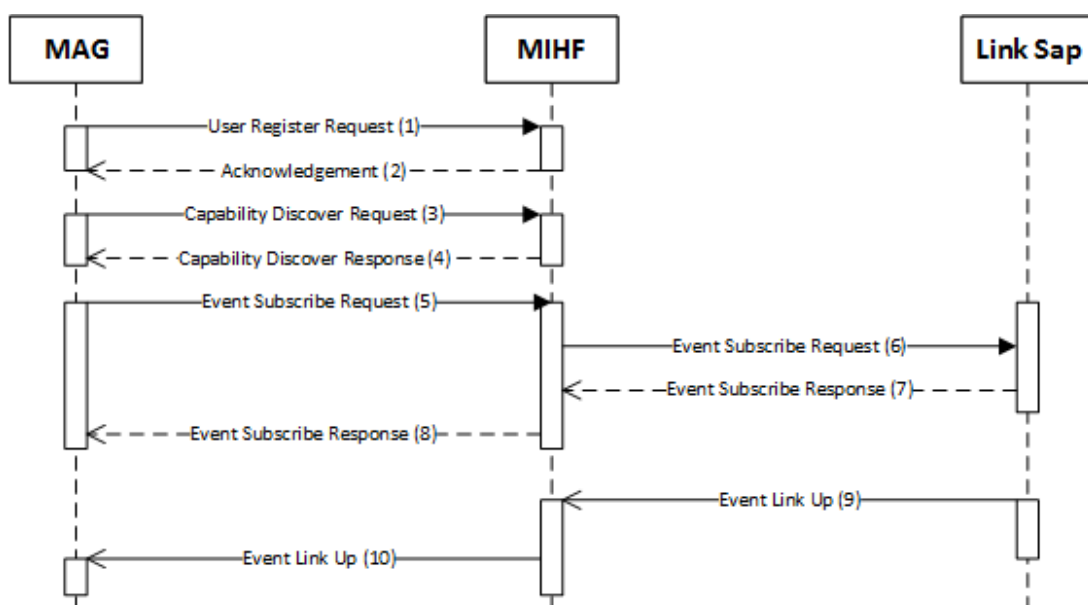 MAG
MIHF
Link Sap
User Register Request (1)
Acknowledgement (2)
Capability Discover Request (3)
Capability Discover Response (4)
Event Subscribe Request (5)
Event Subscribe Request (6)
Event Subscribe Response (7)
Event Subscribe Response (8)
Event Link Up (9)
Event Link Up (10)